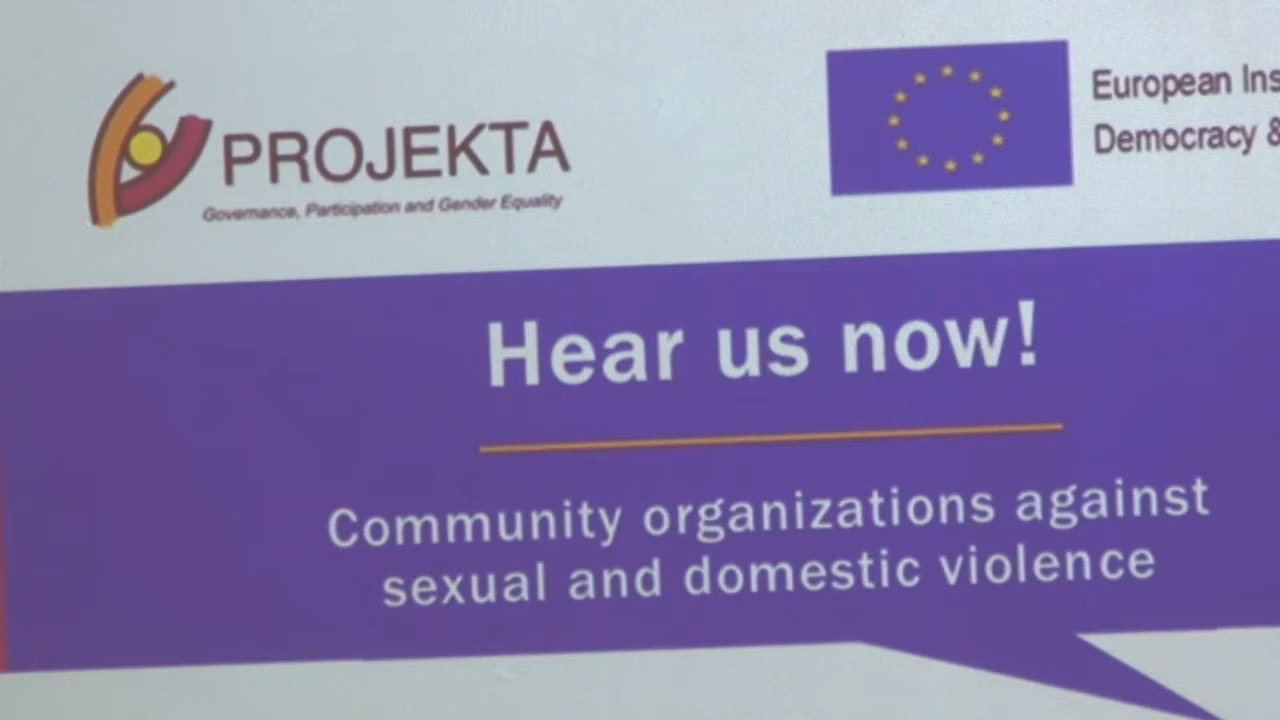 PROJEKTA
Governance, Participation and Gender Equality
European Ins
Democracy &
Hear us now!
Community organizations against
sexual and domestic violence